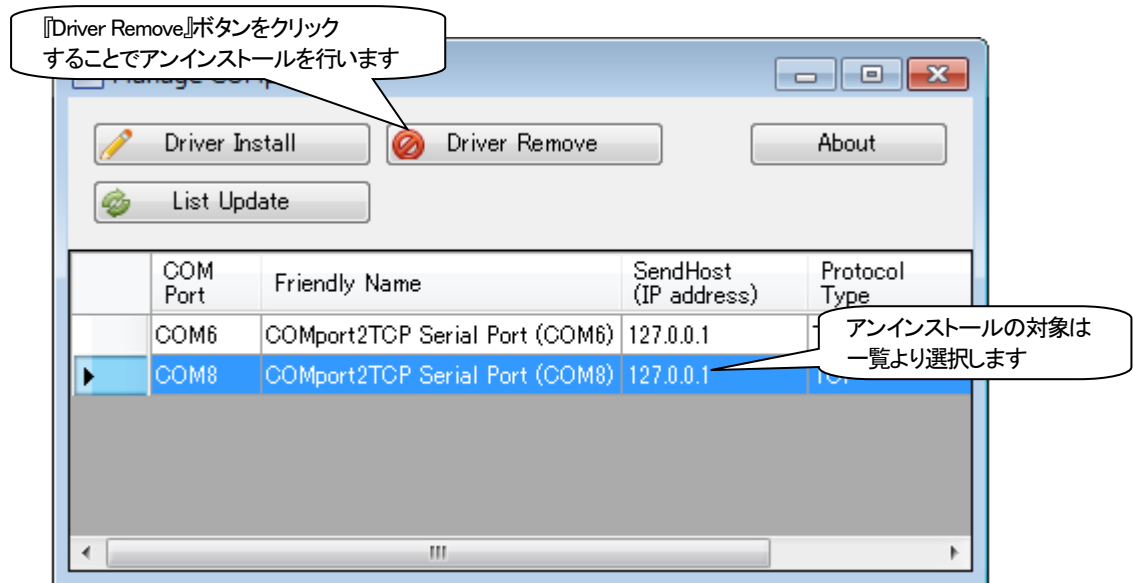 『Driver Remove』ボタンをクリック
することでアンインストールを行います
Driver Install
Driver Remove
About
List Update
COM Port
Friendly Name
SendHost (IP address)
Protocol Type
COM6
COMport2TCP Serial Port (COM6)
127.0.0.1
COM8
COMport2TCP Serial Port (COM8)
127.0.0.1
アンインストールの対象は
一覧より選択します